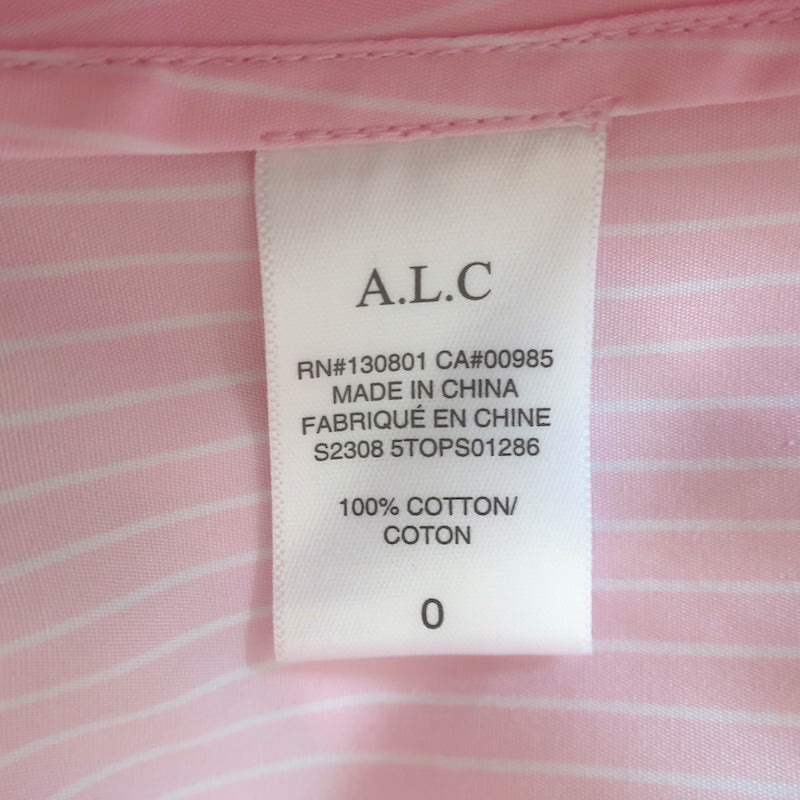 A.L.C
RN#130801 CA#00985
MADE IN CHINA
FABRIQUÉ EN CHINE
S2308 5TOPS01286
100% COTTON/
COTON
0